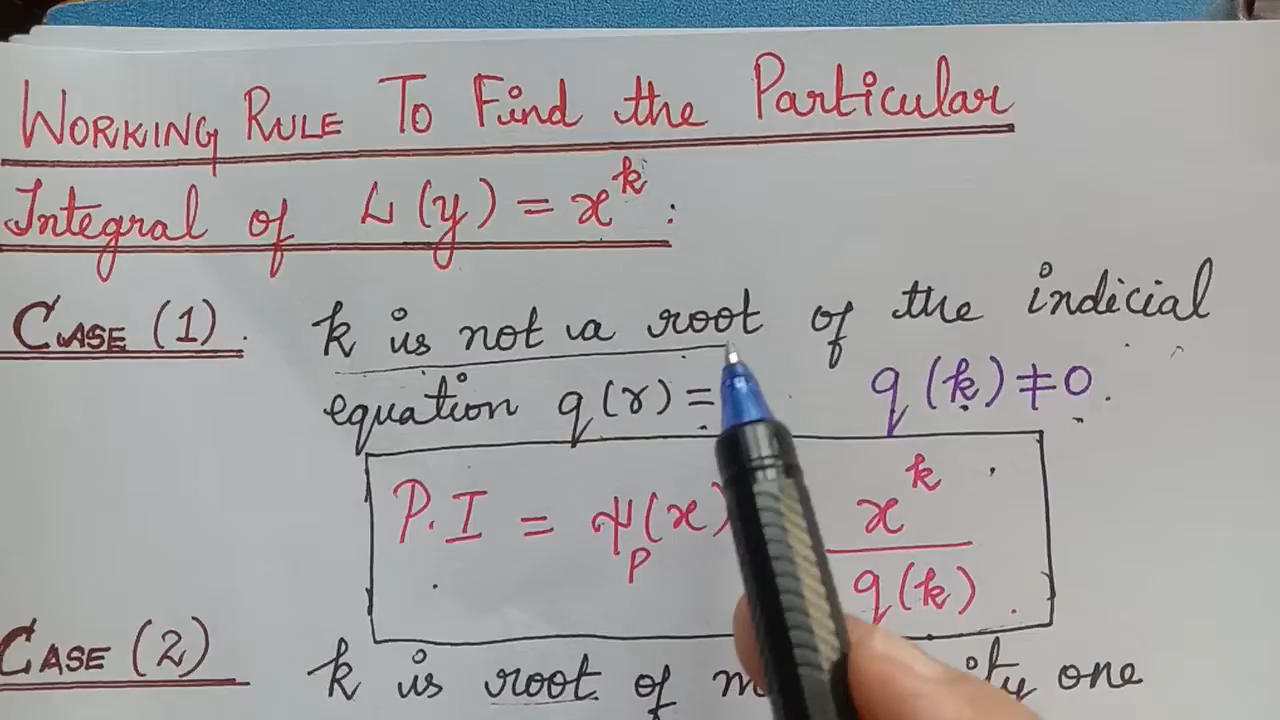 WORKING RULE TO Find the Particular
Integral of L(y) = x^k :
CASE (1). k is not a root of the indicial
equation q(r) = q(k) ≠ 0.
P.I = ψ_p(x) x^k / q(k).
CASE (2) k is root of one